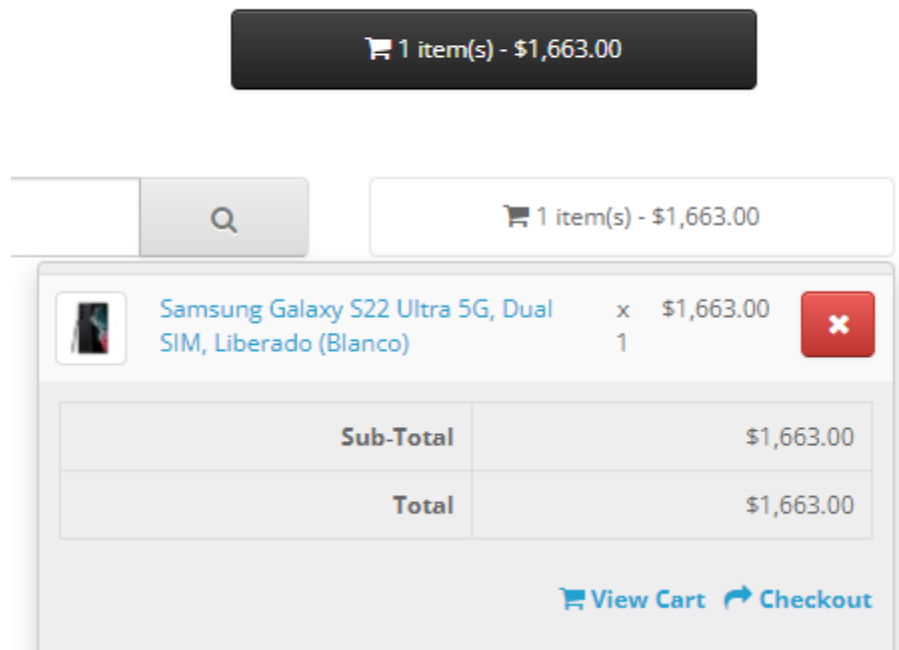 1 item(s) - $1,663.00
1 item(s) - $1,663.00
Samsung Galaxy S22 Ultra 5G, Dual x $1,663.00
SIM, Liberado (Blanco) 1
Sub-Total $1,663.00
Total $1,663.00
View Cart Checkout